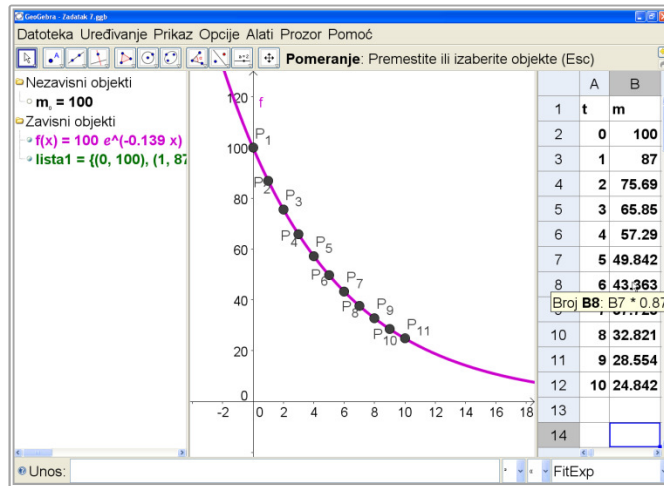 GeoGebra - Zadatak 7.ggb
Datoteka Uređivanje Prikaz Opcije Alati Prozor Pomoć
Pomeranje: Premestite ili izaberite objekte (Esc)
Nezavisni objekti
m₀ = 100
Zavisni objekti
f(x) = 100 e^(-0.139 x)
lista1 = {(0, 100), (1, 87
f
120
100
80
60
40
20
0
-2 0 2 4 6 8 10 12 14 16 18
P1
P2
P3
P4
P5
P6
P7
P8
P9
P10
P11
A B
1 t m
2 0 100
3 1 87
4 2 75.69
5 3 65.85
6 4 57.29
7 5 49.842
8 6 43.363
Broj B8: B7 * 0.87
10 8 32.821
11 9 28.554
12 10 24.842
13
14
Unos:
FitExp